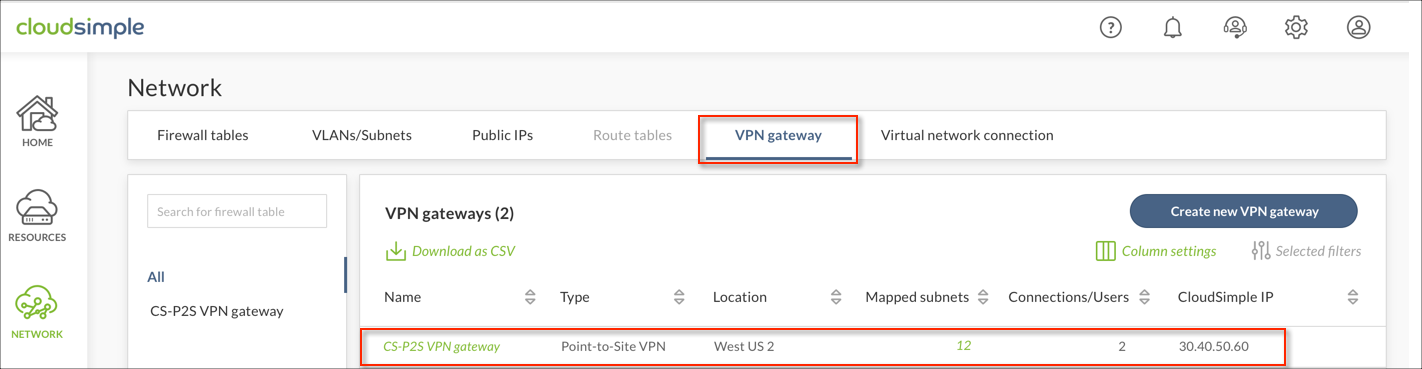 cloudsimple
Network
HOME
RESOURCES
NETWORK
Firewall tables VLANs/Subnets Public IPs Route tables VPN gateway Virtual network connection
Search for firewall table
All
CS-P2S VPN gateway
VPN gateways (2)
Create new VPN gateway
Download as CSV
Column settings
Selected filters
Name Type Location Mapped subnets Connections/Users CloudSimple IP
CS-P2S VPN gateway Point-to-Site VPN West US 2 12 2 30.40.50.60